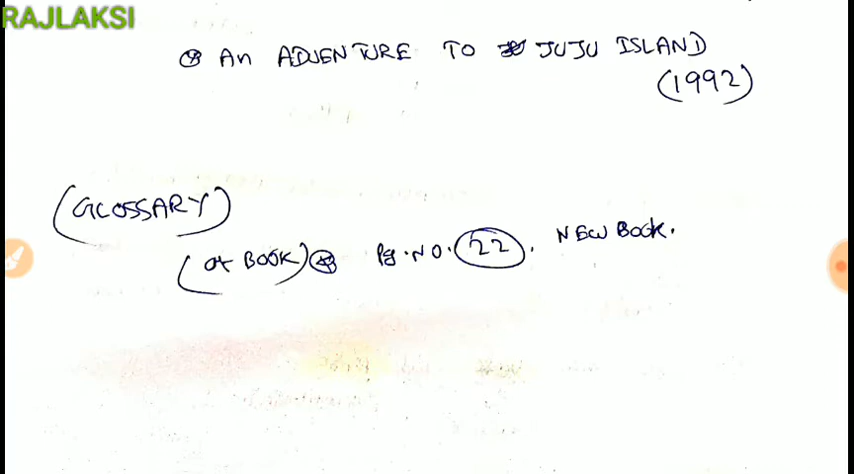 RAJLAKSI
An ADVENTURE TO JUJU ISLAND
(1992)
(GLOSSARY)
(of BOOK) Pg. NO. 22. NEW BOOK.